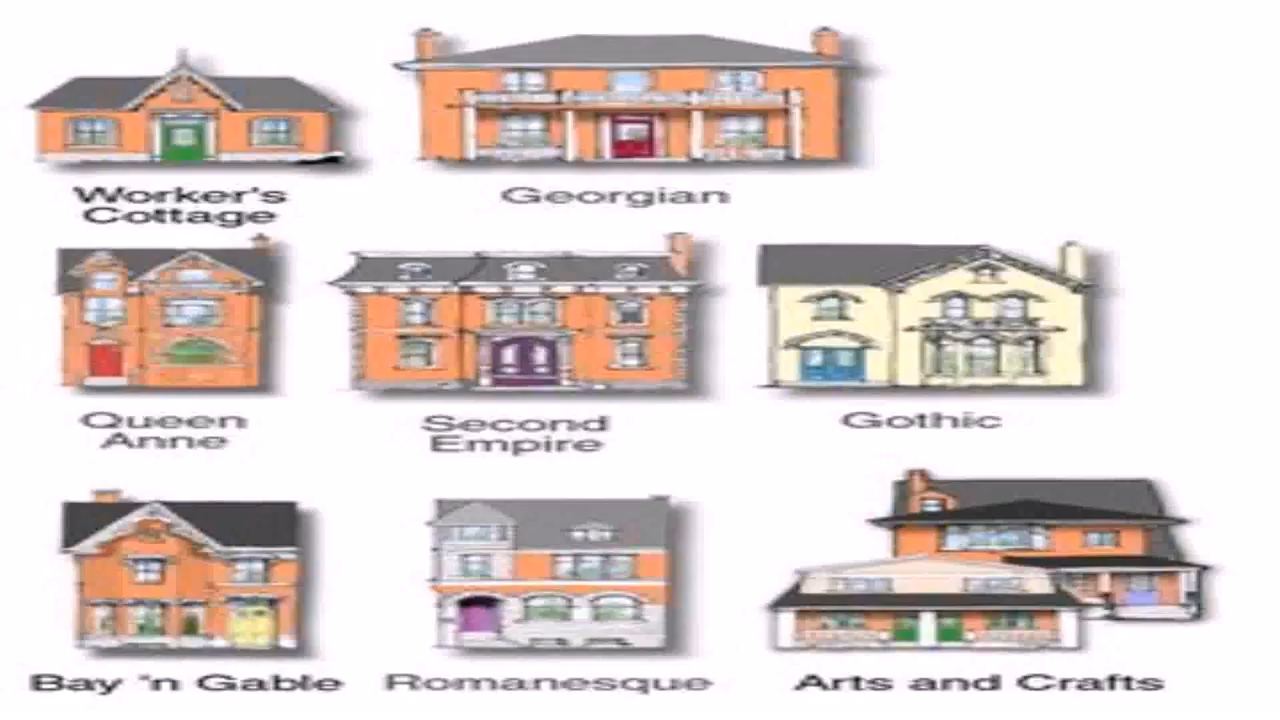 Worker's
Cottage
Georgian
Queen
Anne
Second
Empire
Gothic
Bay 'n Gable
Romanesque
Arts and Crafts